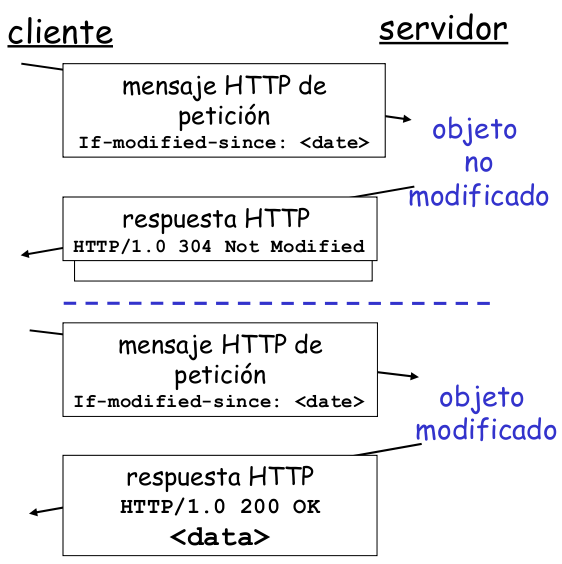 cliente
servidor
mensaje HTTP de
petición
If-modified-since: <date>
objeto
no
modificado
respuesta HTTP
HTTP/1.0 304 Not Modified
mensaje HTTP de
petición
If-modified-since: <date>
objeto
modificado
respuesta HTTP
HTTP/1.0 200 OK
<data>